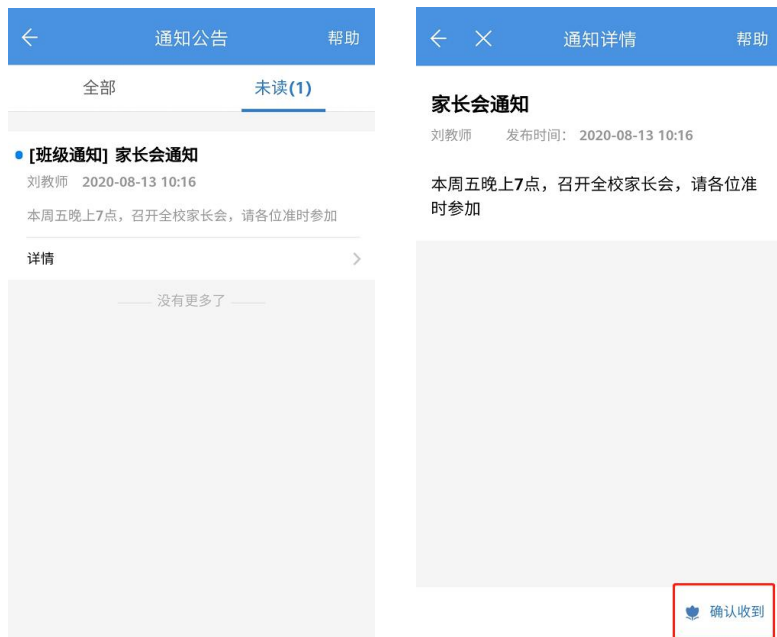 通知公告
帮助
全部
未读(1)
[班级通知] 家长会通知
刘教师 2020-08-13 10:16
本周五晚上7点，召开全校家长会，请各位准时参加
详情
没有更多了
通知详情
帮助
家长会通知
刘教师 发布时间： 2020-08-13 10:16
本周五晚上7点，召开全校家长会，请各位准
时参加
确认收到